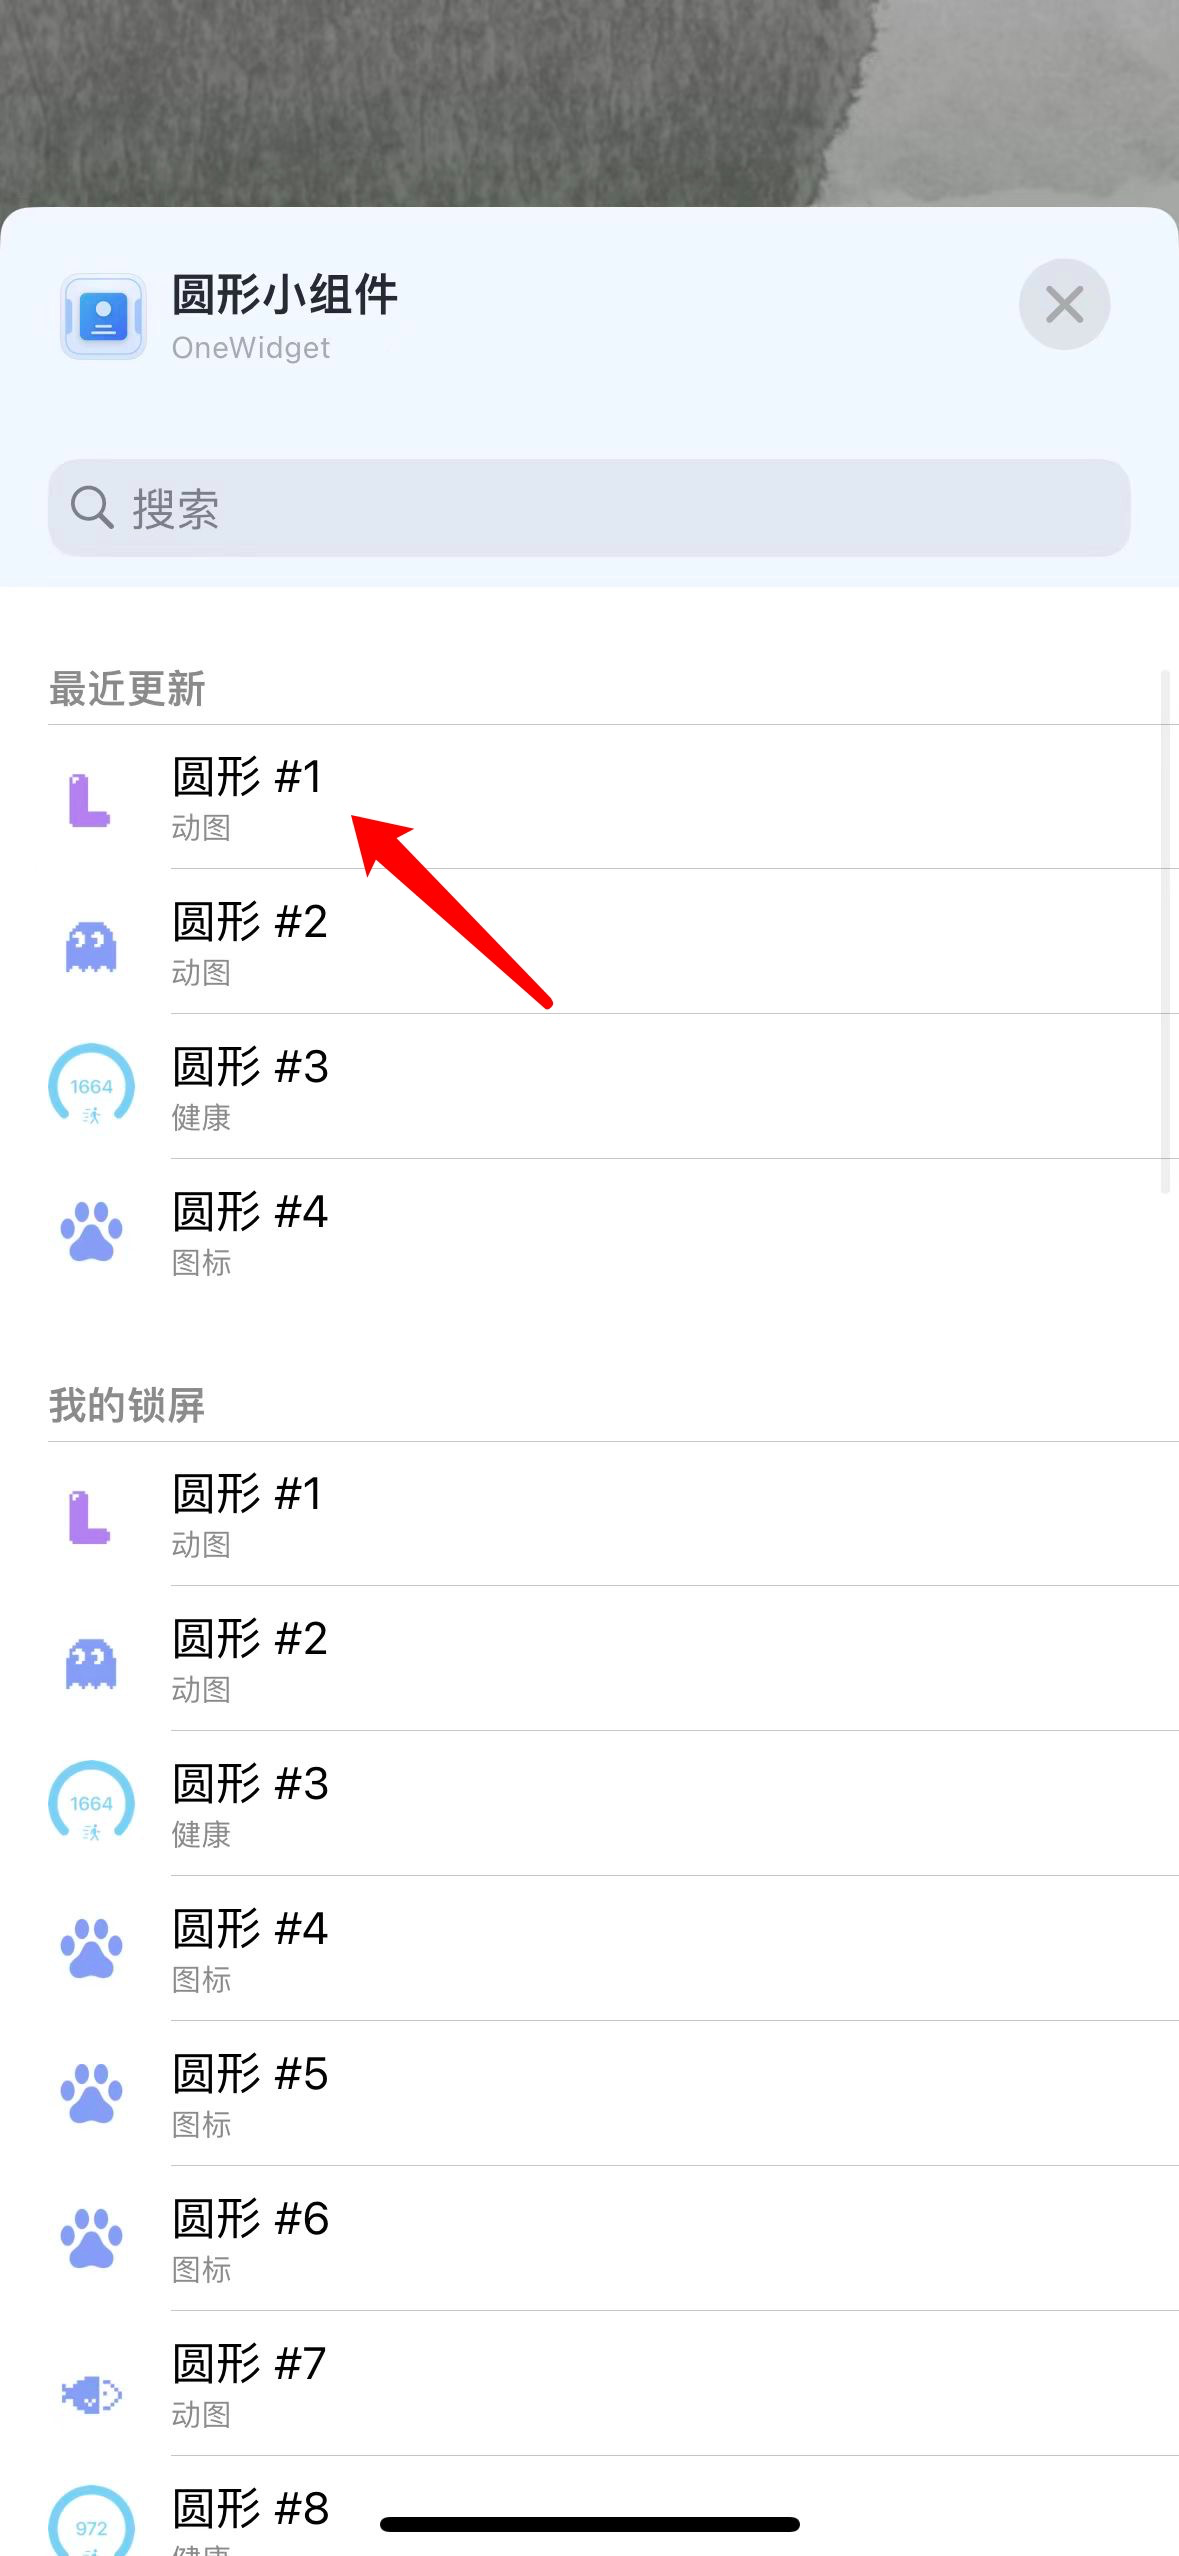 圆形小组件
OneWidget
搜索
最近更新
圆形 #1
动图
圆形 #2
动图
1664
圆形 #3
健康
圆形 #4
图标
我的锁屏
圆形 #1
动图
圆形 #2
动图
1664
圆形 #3
健康
圆形 #4
图标
圆形 #5
图标
圆形 #6
图标
圆形 #7
动图
972
圆形 #8
健康